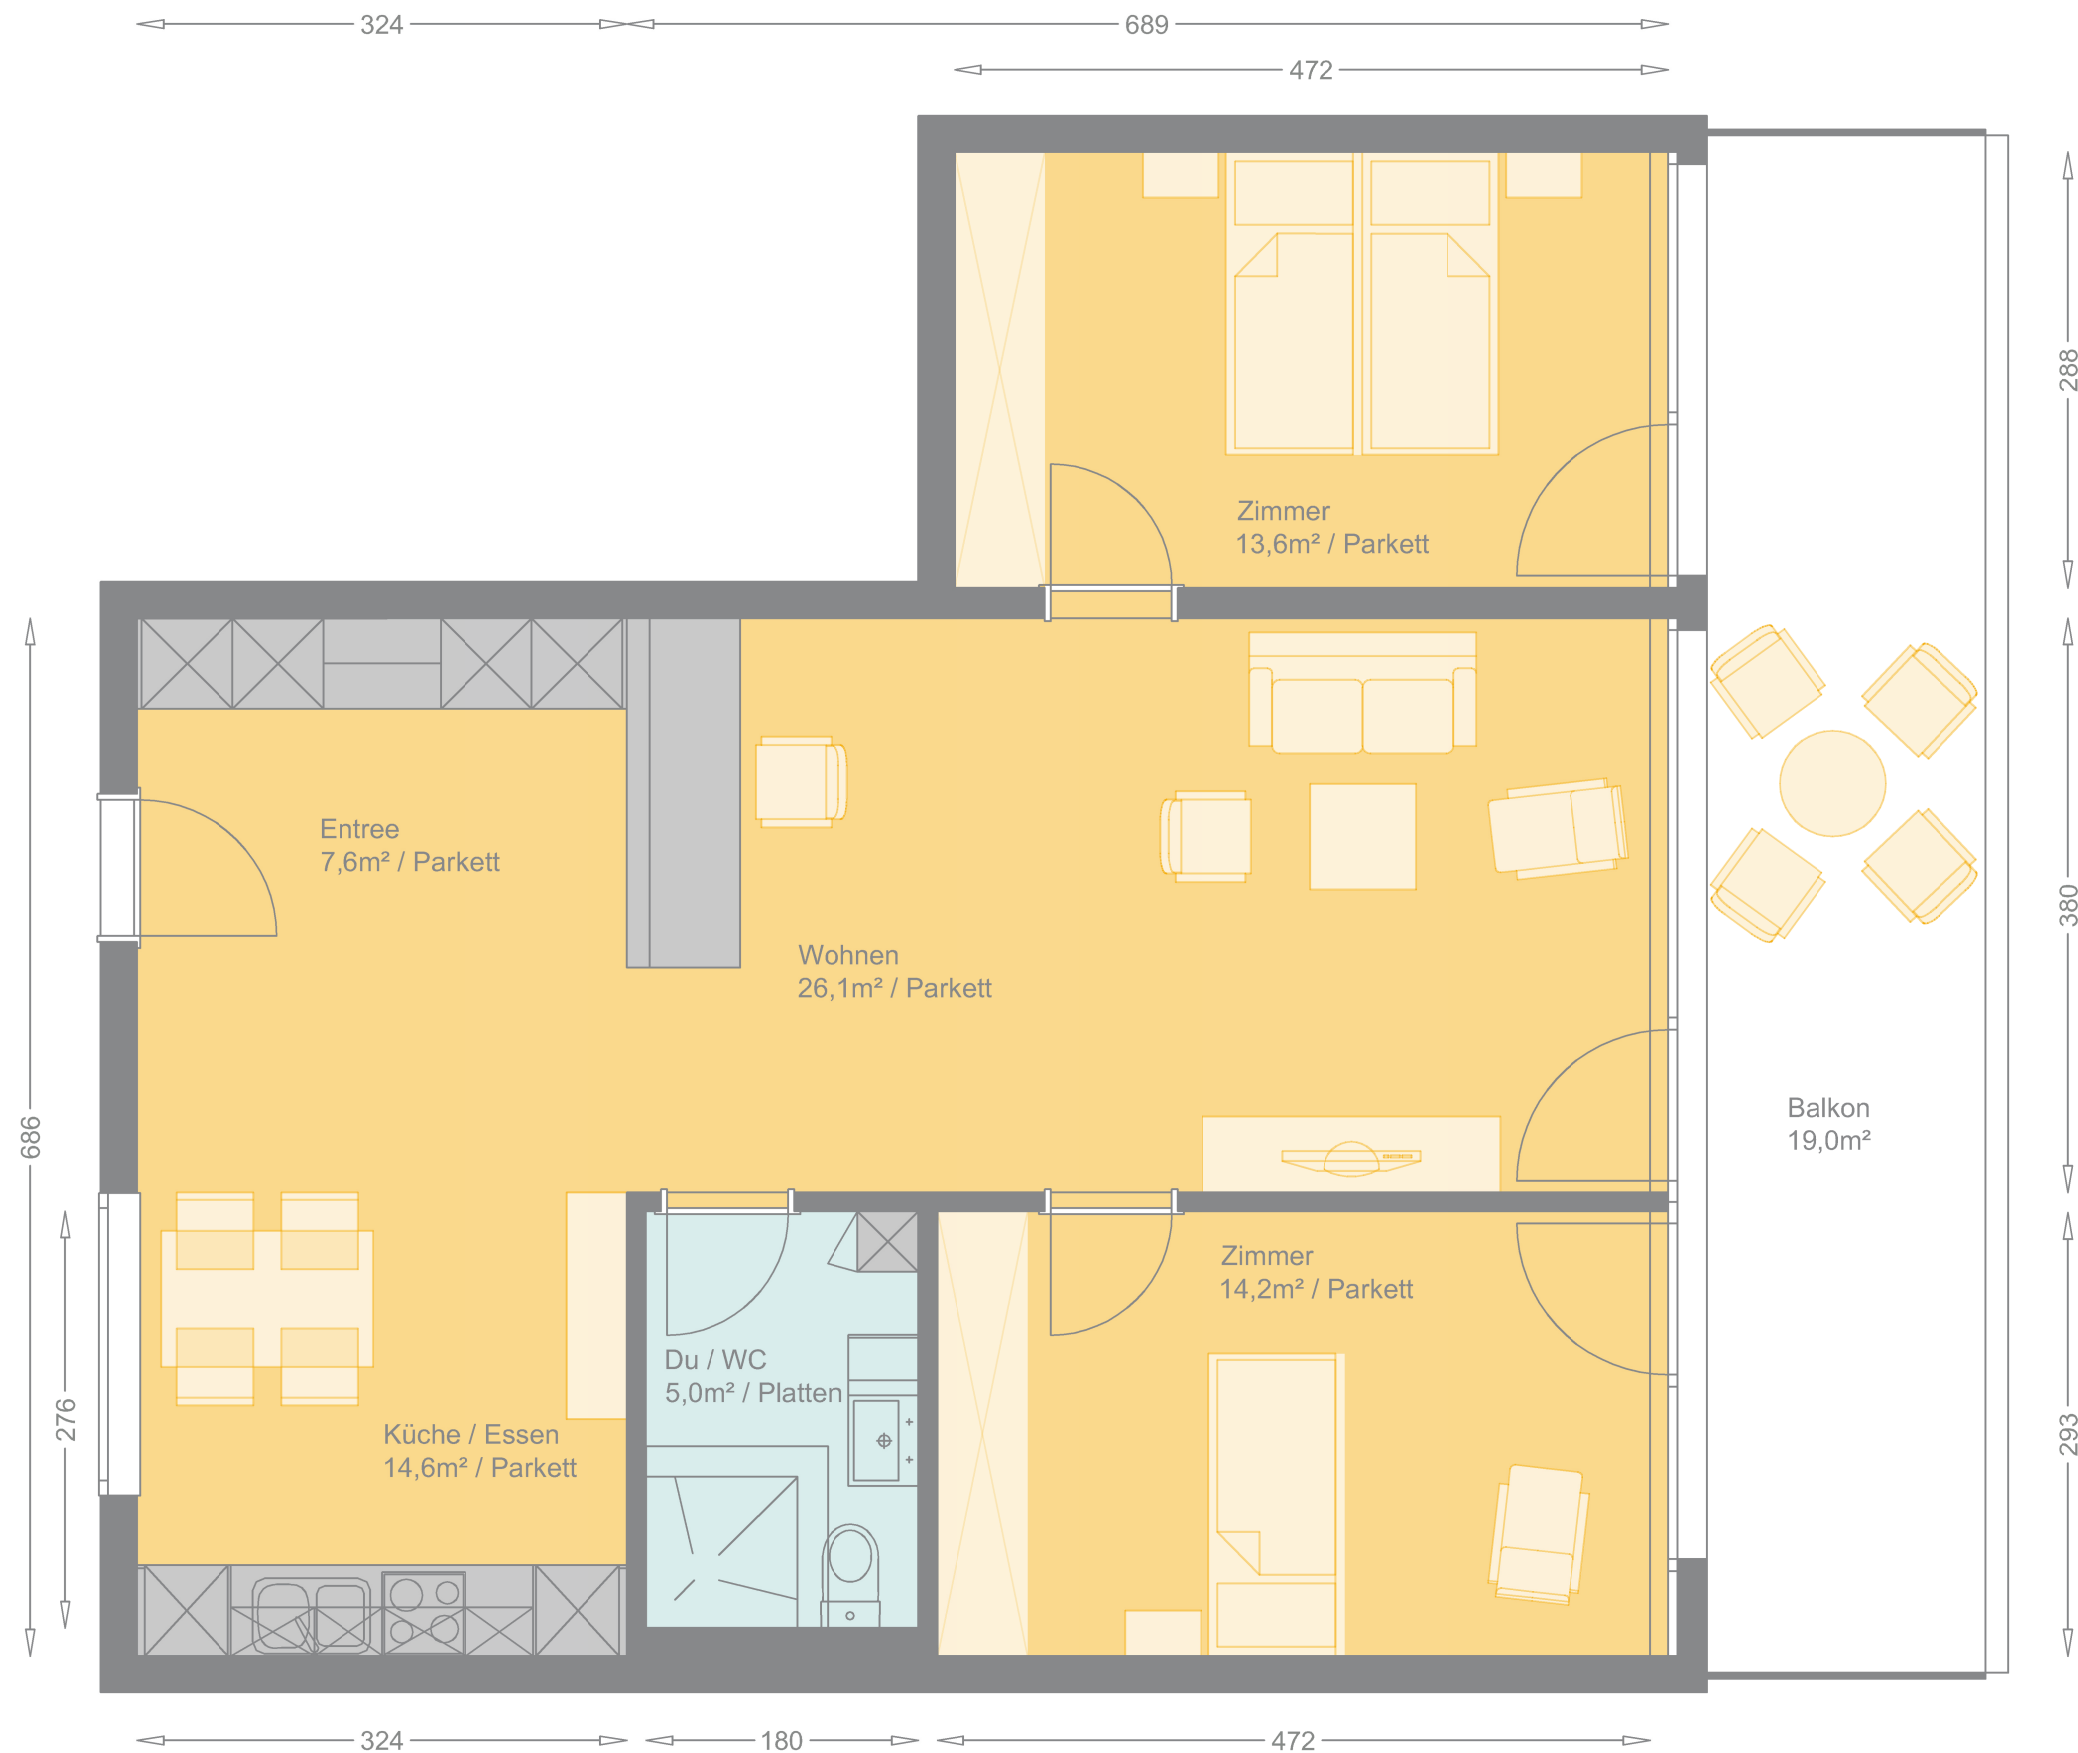 324
689
472
288
Zimmer
13,6m² / Parkett
Entree
7,6m² / Parkett
380
Wohnen
26,1m² / Parkett
Balkon
19,0m²
686
Zimmer
14,2m² / Parkett
Du / WC
5,0m² / Platten
276
Küche / Essen
14,6m² / Parkett
293
324
180
472